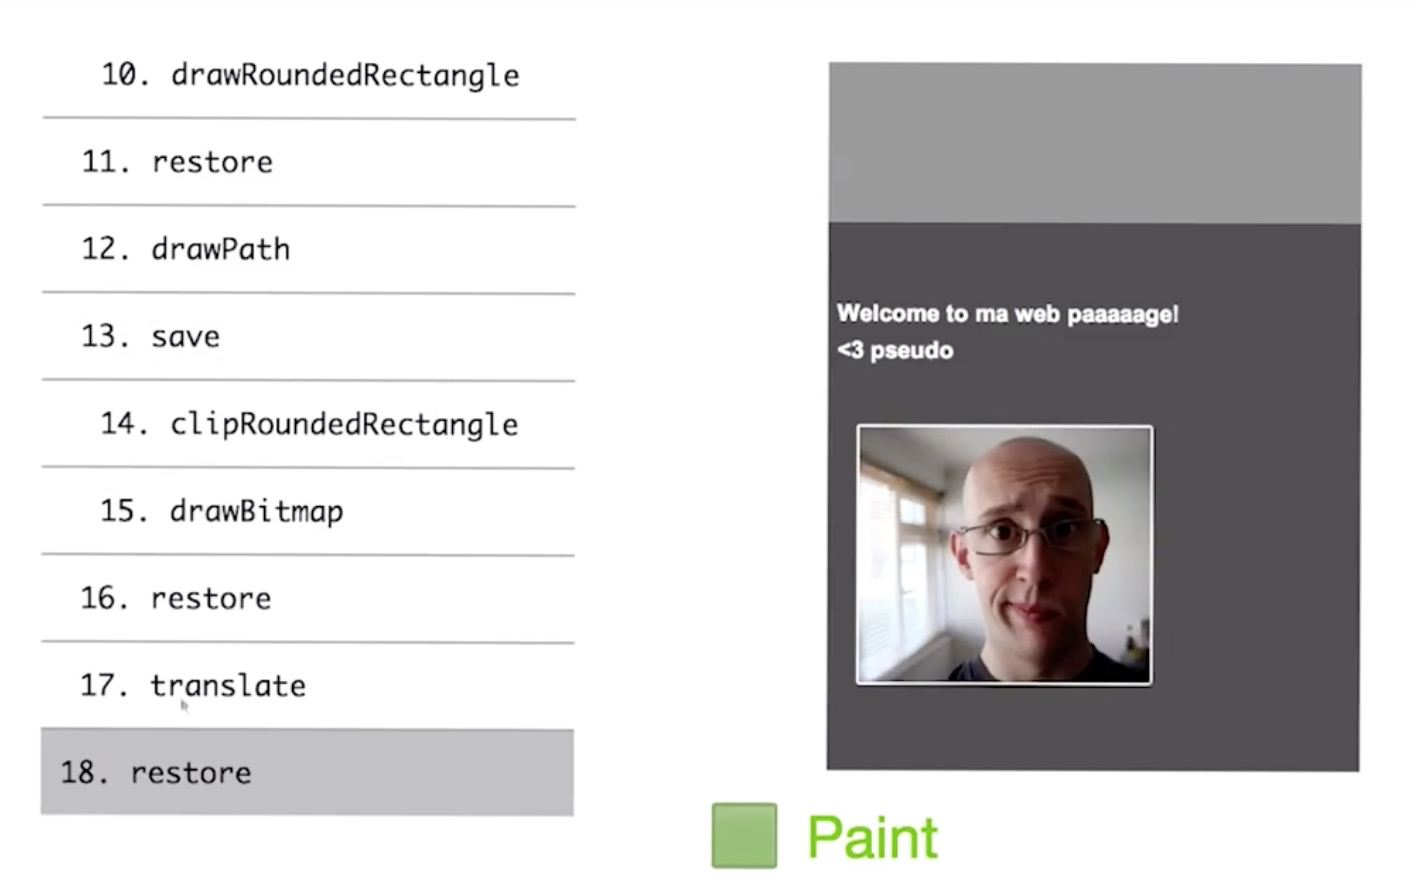 10. drawRoundedRectangle
11. restore
12. drawPath
13. save
14. clipRoundedRectangle
15. drawBitmap
16. restore
17. translate
18. restore
Welcome to ma web paaaaage!
<3 pseudo
Paint